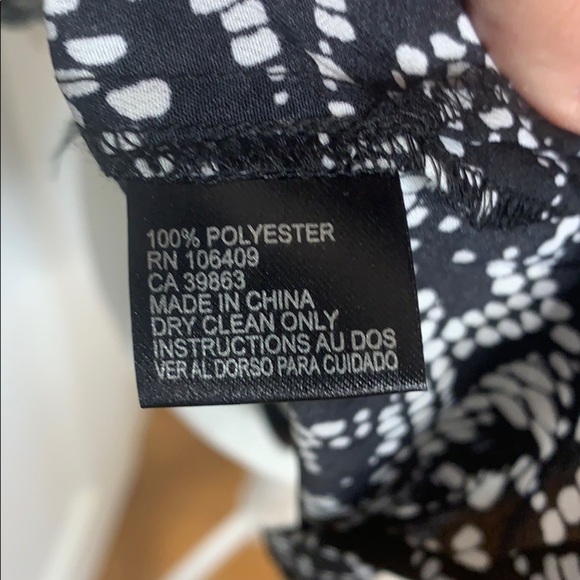 100% POLYESTER
RN 106409
CA 39863
MADE IN CHINA
DRY CLEAN ONLY
INSTRUCTIONS AU DOS
VER AL DORSO PARA CUIDADO